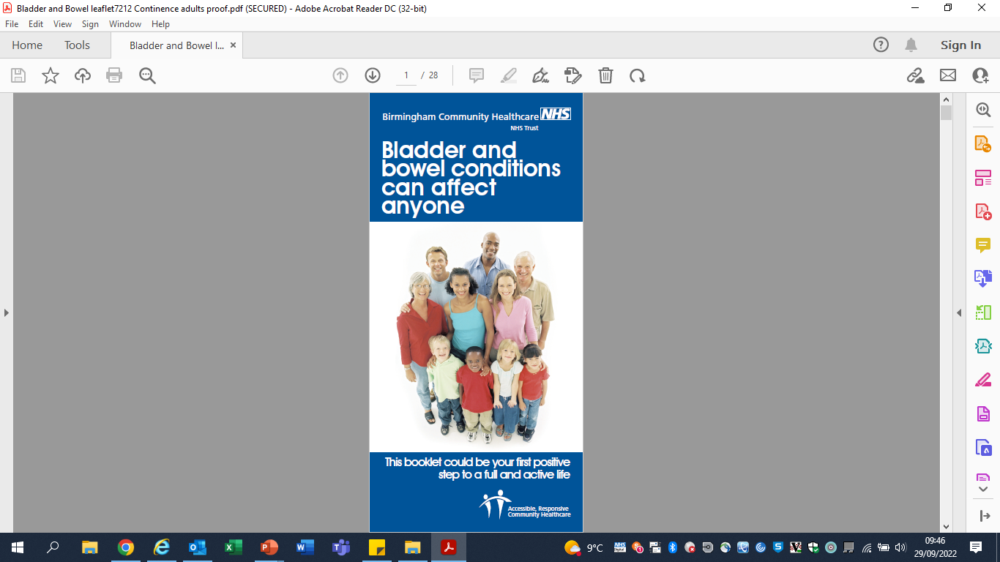 Bladder and Bowel leaflet7212 Continence adults proof.pdf (SECURED) - Adobe Acrobat Reader DC (32-bit)
File Edit View Sign Window Help
Home Tools Bladder and Bowel l... × Sign In
1 / 28
Birmingham Community Healthcare NHS
NHS Trust
Bladder and
bowel conditions
can affect
anyone
This booklet could be your first positive
step to a full and active life
Accessible, Responsive
Community Healthcare
9°C
NHS
Digital
09:46
29/09/2022